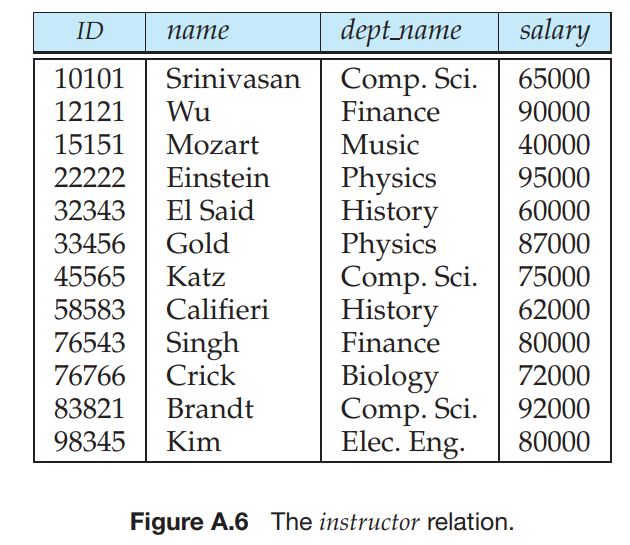 ID name dept_name salary
10101 Srinivasan Comp. Sci. 65000
12121 Wu Finance 90000
15151 Mozart Music 40000
22222 Einstein Physics 95000
32343 El Said History 60000
33456 Gold Physics 87000
45565 Katz Comp. Sci. 75000
58583 Califieri History 62000
76543 Singh Finance 80000
76766 Crick Biology 72000
83821 Brandt Comp. Sci. 92000
98345 Kim Elec. Eng. 80000
Figure A.6 The instructor relation.